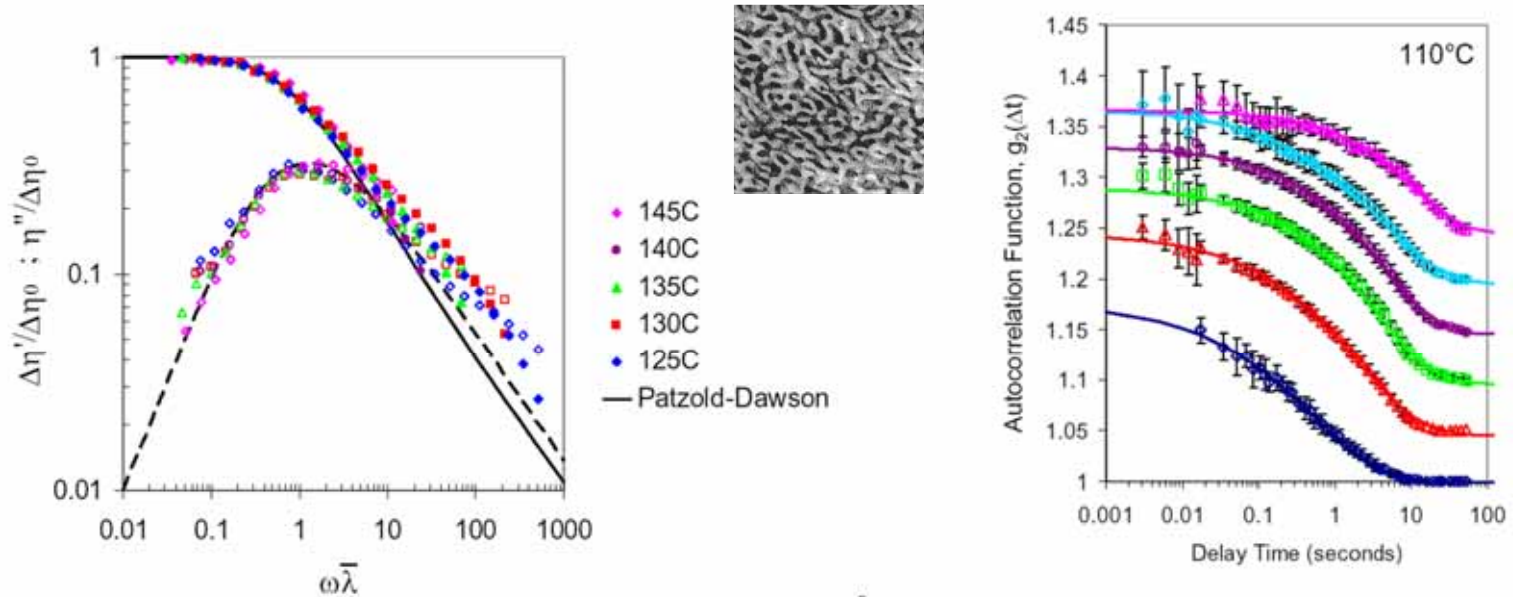 1
0.1
0.01
Δη'/Δη₀ ; η''/Δη₀
0.01 0.1 1 10 100 1000
ωλ̅
145C
140C
135C
130C
125C
Patzold-Dawson
110°C
1.45
1.4
1.35
1.3
1.25
1.2
1.15
1.1
1.05
1
Autocorrelation Function, g₂(Δt)
0.001 0.01 0.1 1 10 100
Delay Time (seconds)